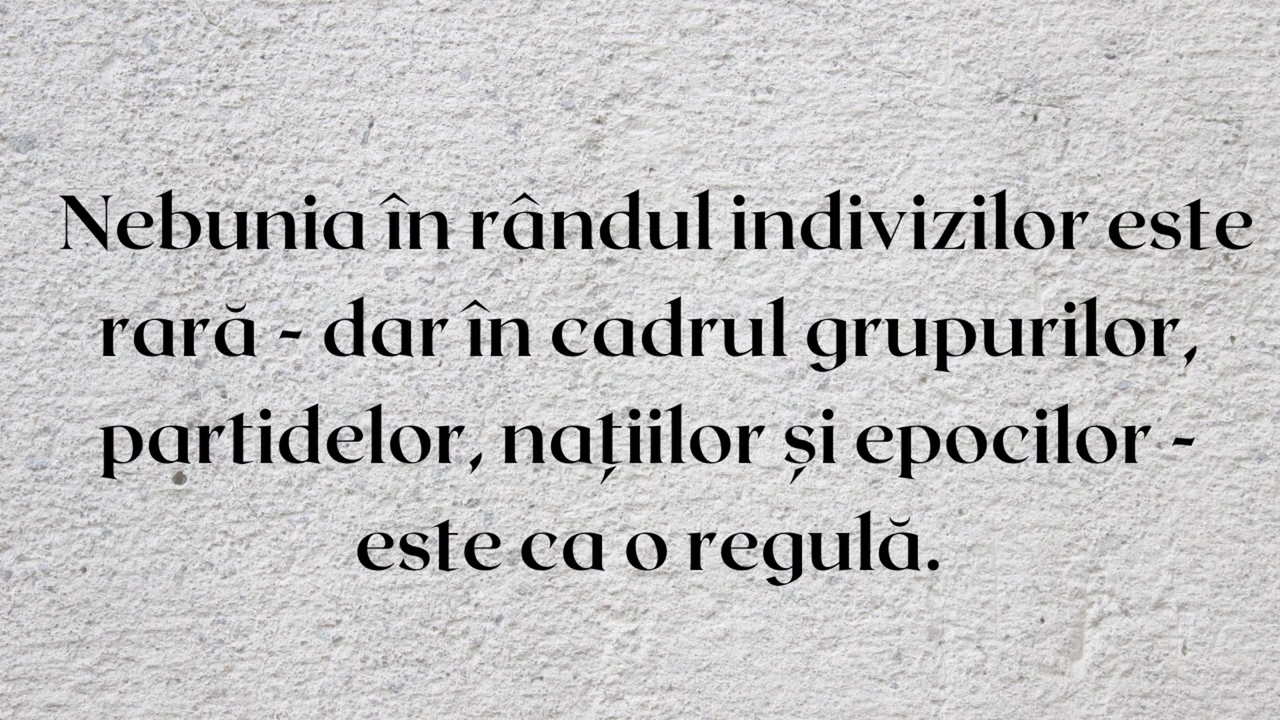 Nebunia în rândul indivizilor este
rară - dar în cadrul grupurilor,
partidelor, națiilor și epocilor -
este ca o regulă.